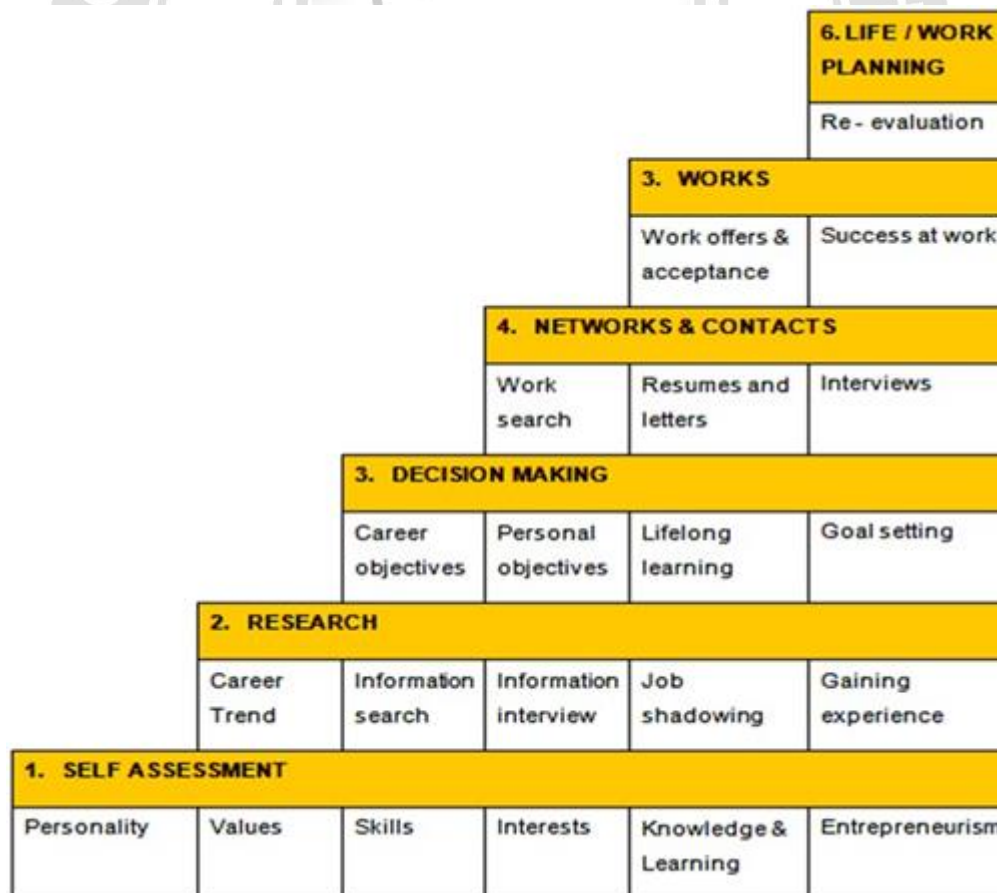 6. LIFE / WORK
PLANNING
Re - evaluation
3. WORKS
Work offers &
acceptance
Success at work
4. NETWORKS & CONTACTS
Work
search
Resumes and
letters
Interviews
3. DECISION MAKING
Career
objectives
Personal
objectives
Lifelong
learning
Goal setting
2. RESEARCH
Career
Trend
Information
search
Information
interview
Job
shadowing
Gaining
experience
1. SELF ASSESSMENT
Personality
Values
Skills
Interests
Knowledge &
Learning
Entrepreneurism